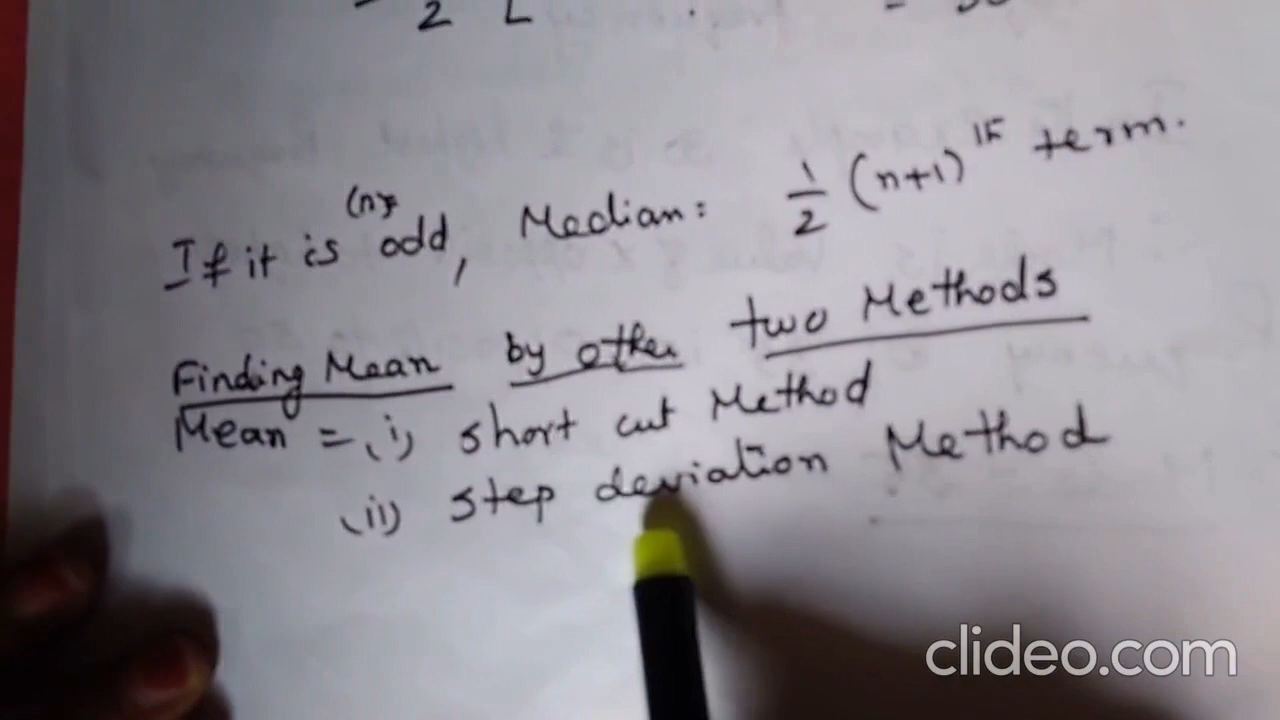 2 L
(n)
If it is odd, Median: 1/2 (n+1) term.
Finding Mean by other two Methods
Mean = (i) short cut Method
(ii) step deviation Method
clideo.com